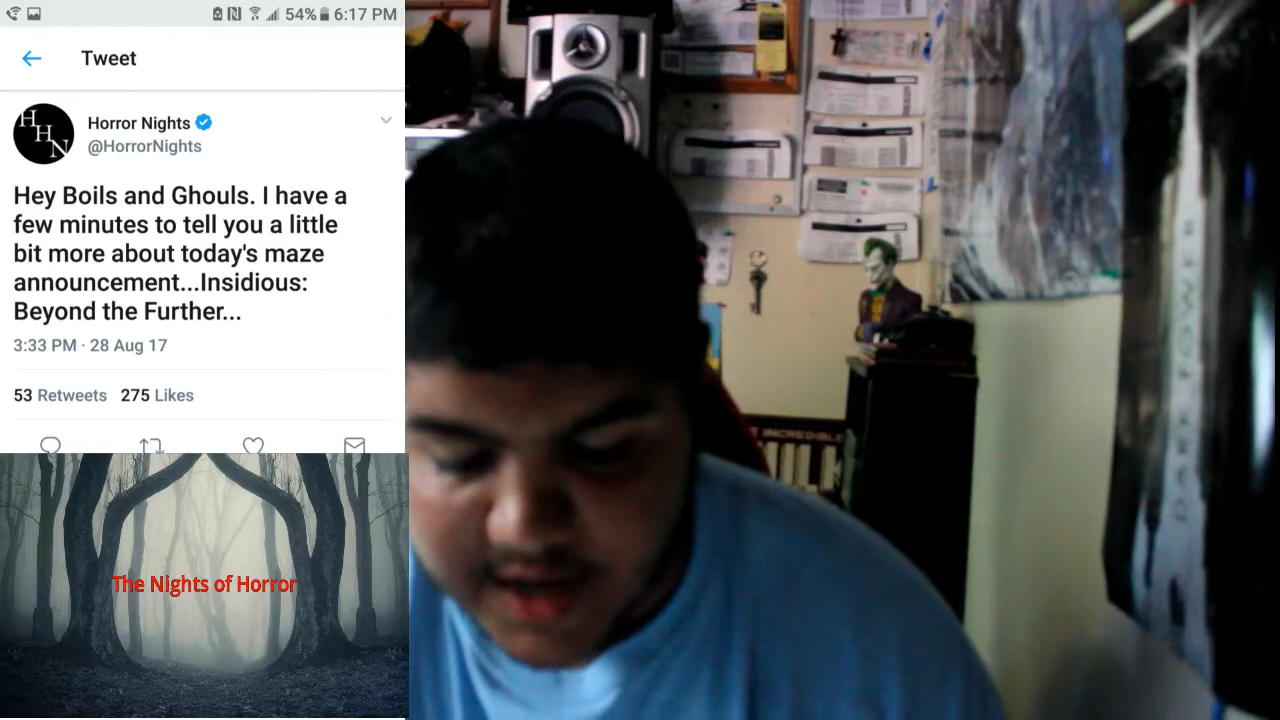 54% 6:17 PM
Tweet
HHN
Horror Nights
@HorrorNights
Hey Boils and Ghouls. I have a
few minutes to tell you a little
bit more about today's maze
announcement...Insidious:
Beyond the Further...
3:33 PM · 28 Aug 17
53 Retweets 275 Likes
The Nights of Horror
INCREDIBLE